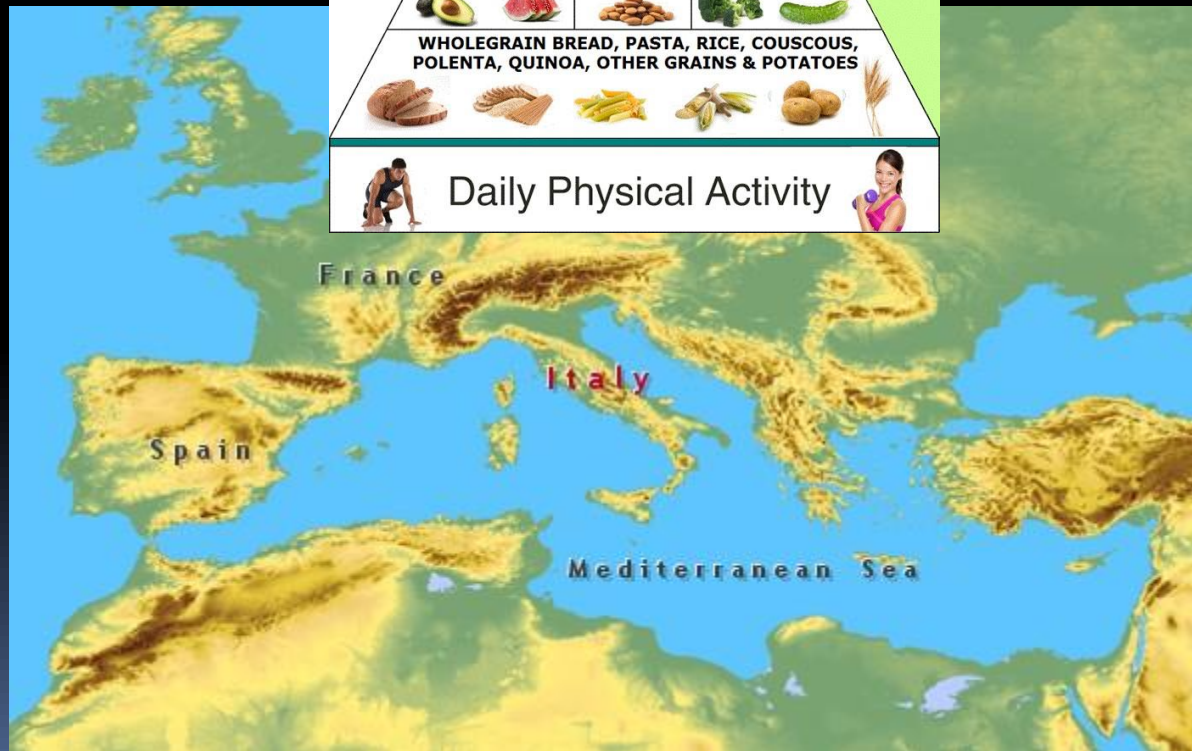 WHOLEGRAIN BREAD, PASTA, RICE, COUSCOUS,
POLENTA, QUINOA, OTHER GRAINS & POTATOES
Daily Physical Activity
France
Italy
Spain
Mediterranean Sea